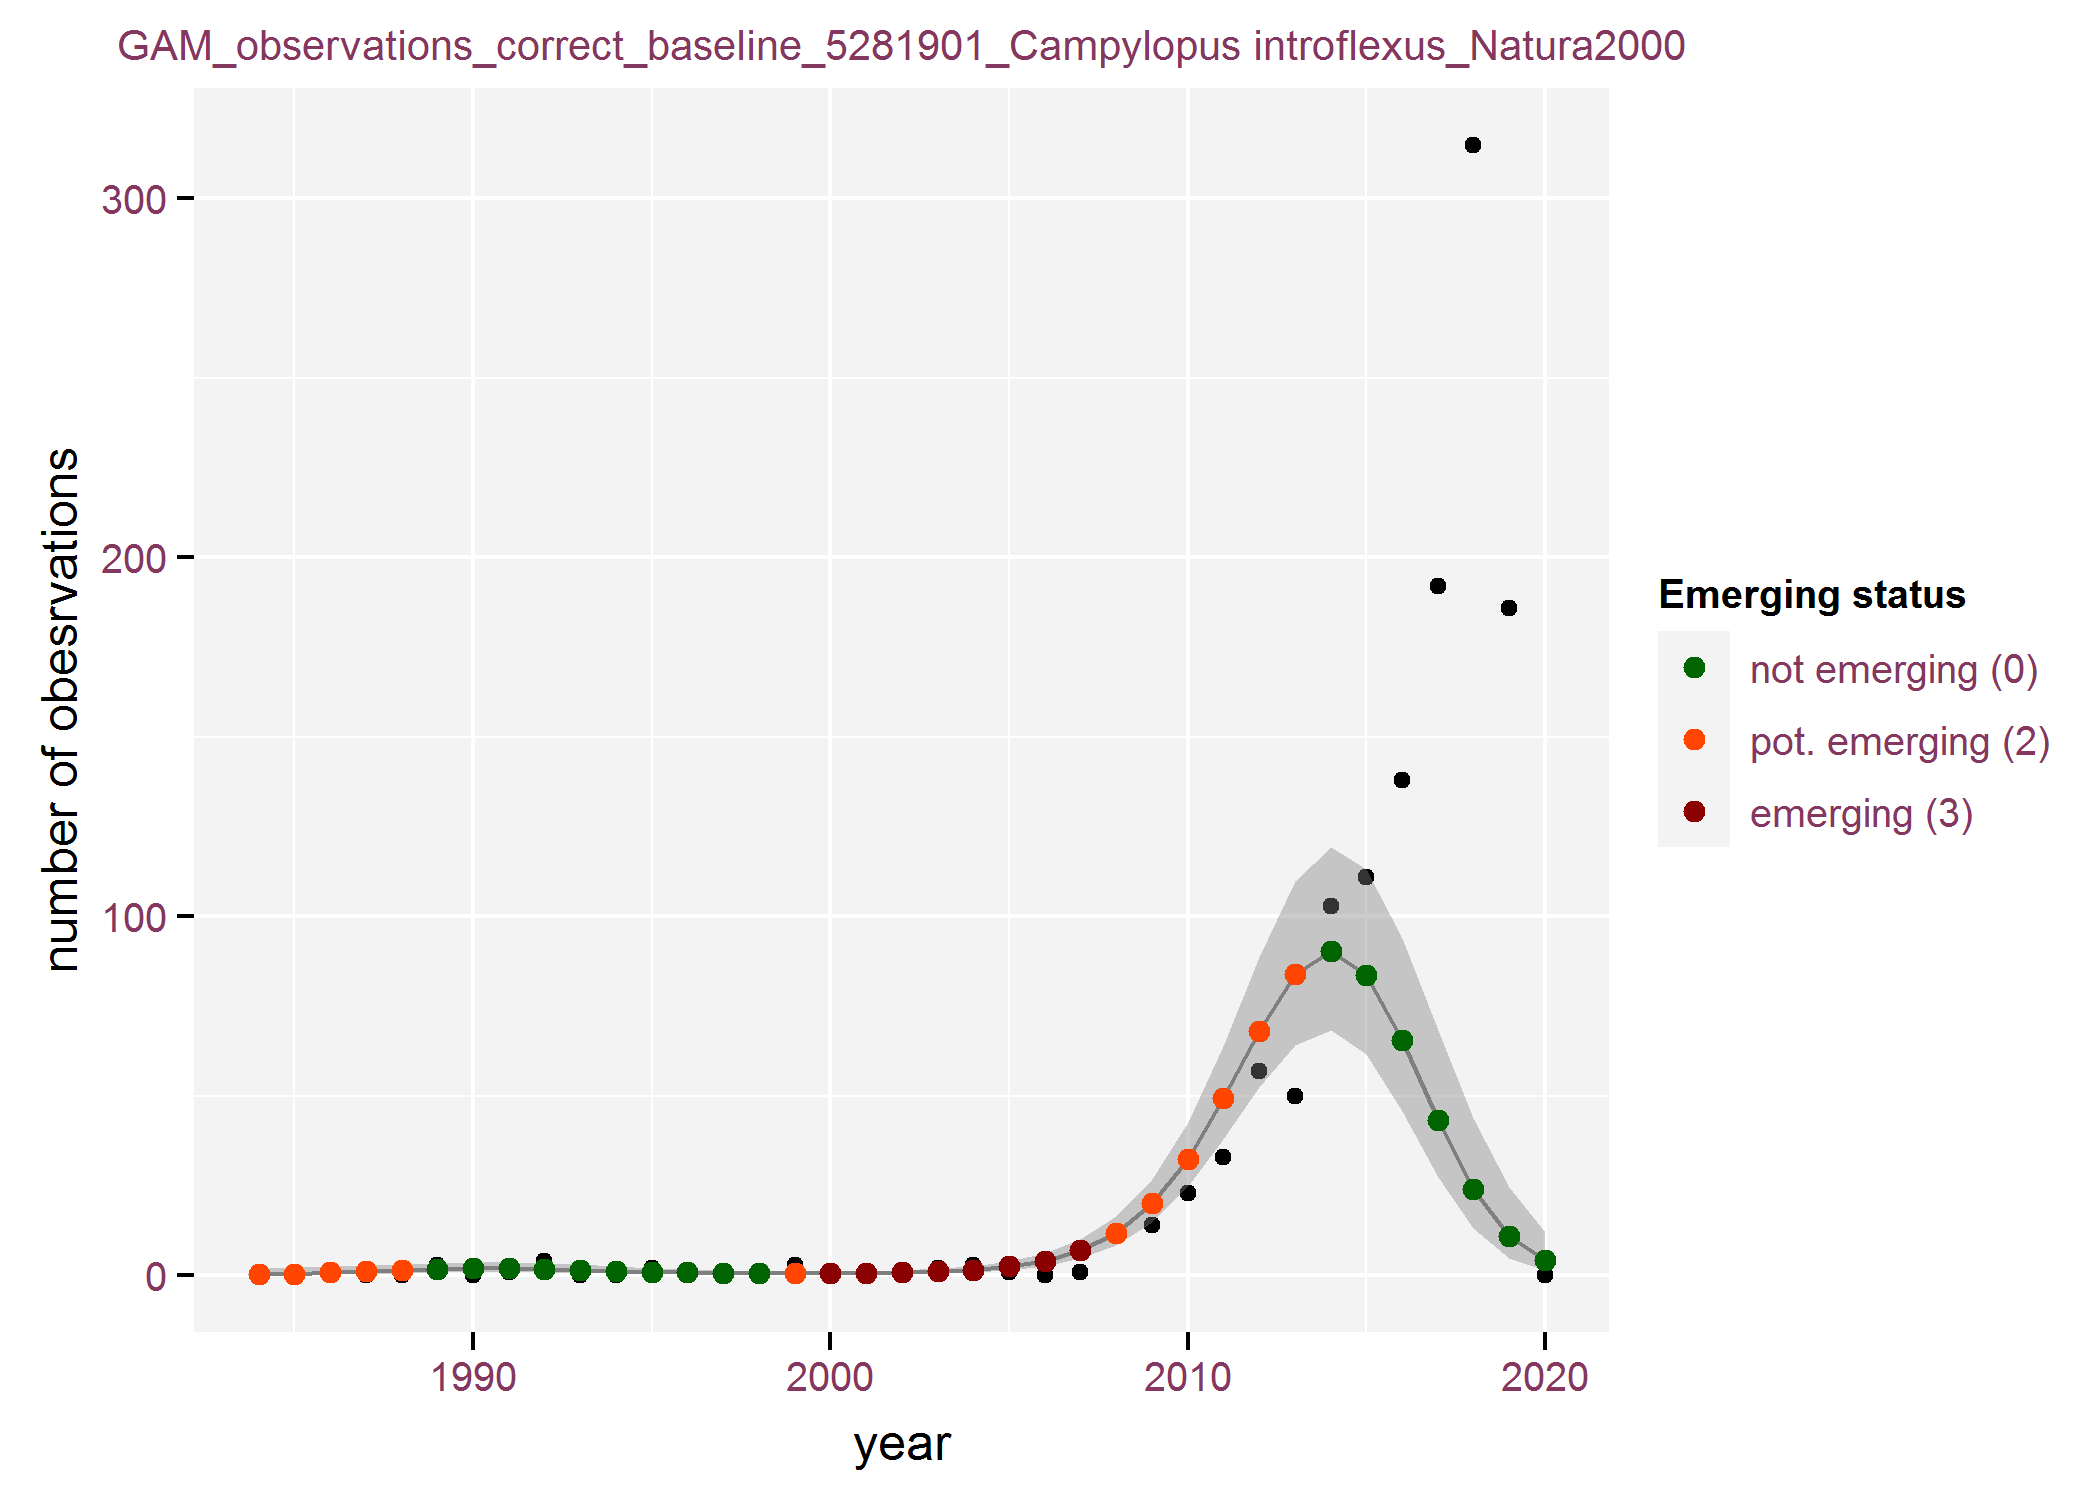 GAM_observations_correct_baseline_5281901_Campylopus introflexus_Natura2000
300
200
100
0
number of obesrvations
1990
2000
2010
2020
year
Emerging status
not emerging (0)
pot. emerging (2)
emerging (3)